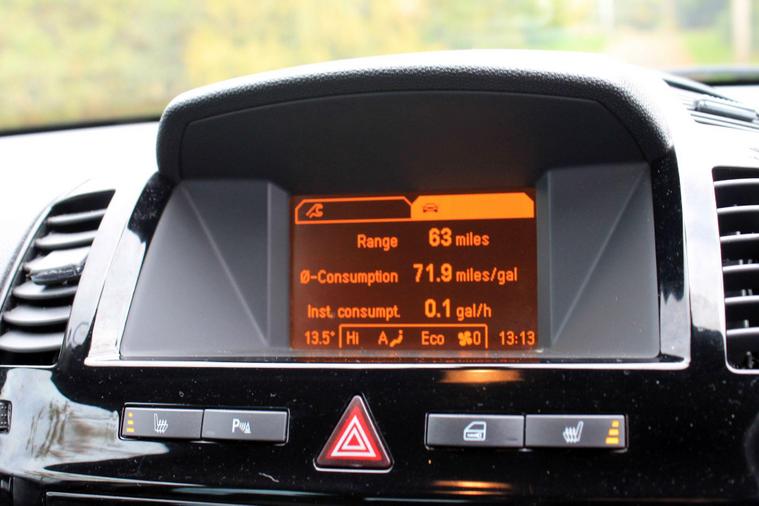 Range 63 miles
Ø-Consumption 71.9 miles/gal
Inst. consumpt. 0.1 gal/h
13.5° Hi A Eco 0 13:13
P